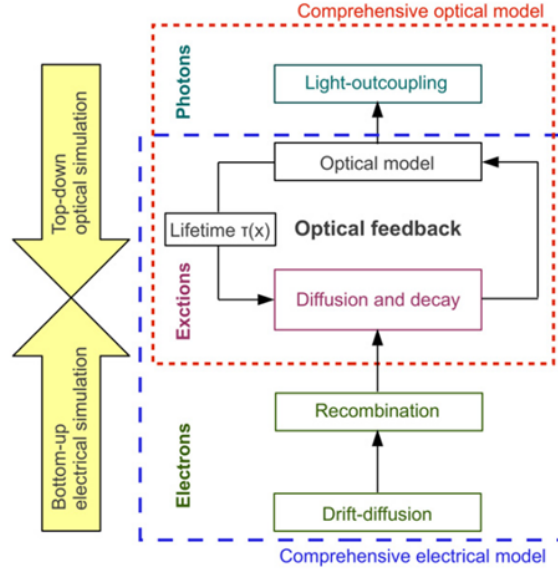 Comprehensive optical model
Photons
Light-outcoupling
Top-down
optical simulation
Optical model
Lifetime τ(x)
Optical feedback
Exctions
Diffusion and decay
Bottom-up
electrical simulation
Recombination
Electrons
Drift-diffusion
Comprehensive electrical model